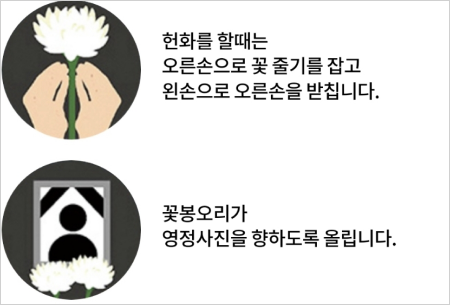 헌화를 할때는
오른손으로 꽃 줄기를 잡고
왼손으로 오른손을 받칩니다.
꽃봉오리가
영정사진을 향하도록 올립니다.